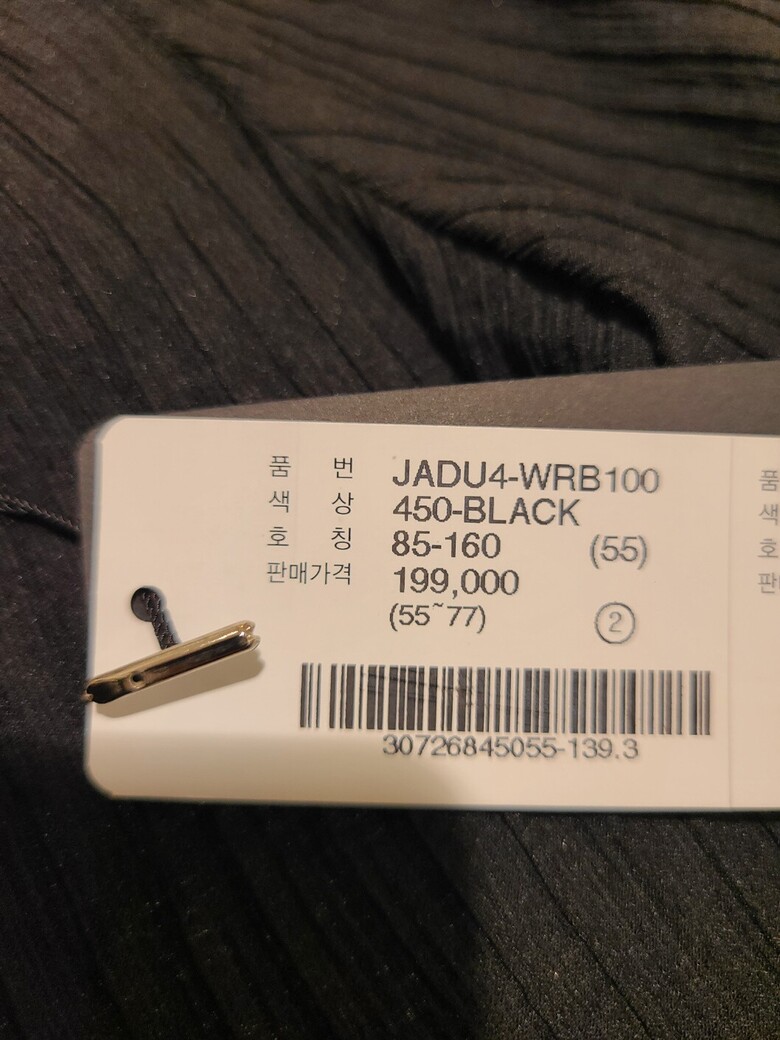 품 번 JADU4-WRB100
색 상 450-BLACK
호 칭 85-160 (55)
판매가격 199,000
(55~77) ②
30726845055-139.3
품
색
호
판